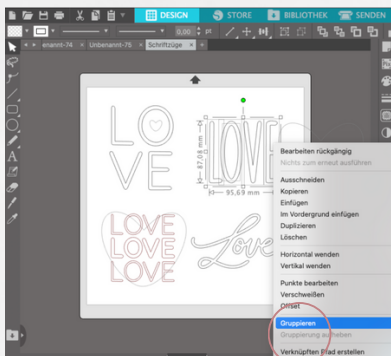 DESIGN
STORE
BIBLIOTHEK
SENDEN
0,00 pt
enannt-74 × Unbenannt-75 × Schriftzüge ×
LO
VE
LOVE
87,08 mm
95,69 mm
LOVE
LOVE
LOVE
Love
Bearbeiten rückgängig
Nichts zum erneut ausführen
Ausschneiden
Kopieren
Einfügen
Im Vordergrund einfügen
Duplizieren
Löschen
Horizontal wenden
Vertikal wenden
Punkte bearbeiten
Verschweißen
Offset
Gruppieren
Gruppierung aufheben
Verknüpften Pfad erstellen